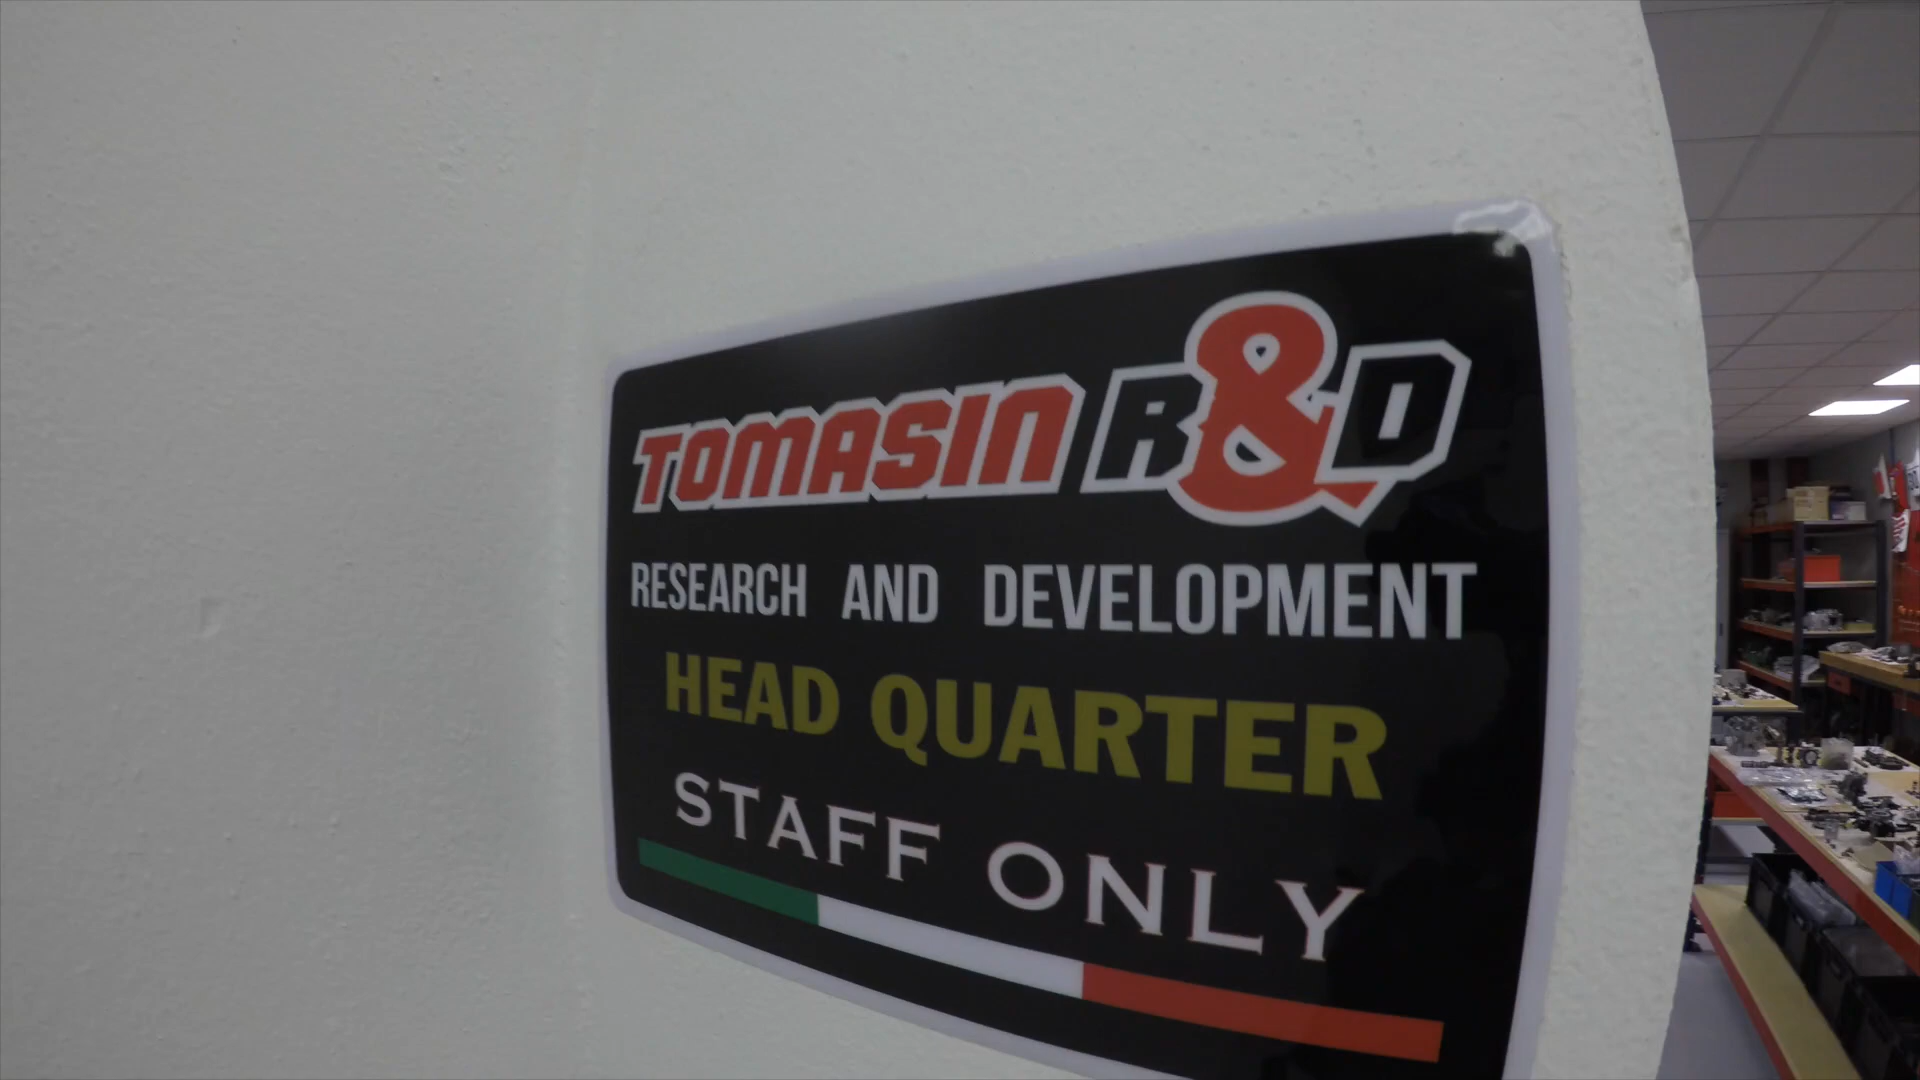 TOMASIN R&D
RESEARCH AND DEVELOPMENT
HEAD QUARTER
STAFF ONLY